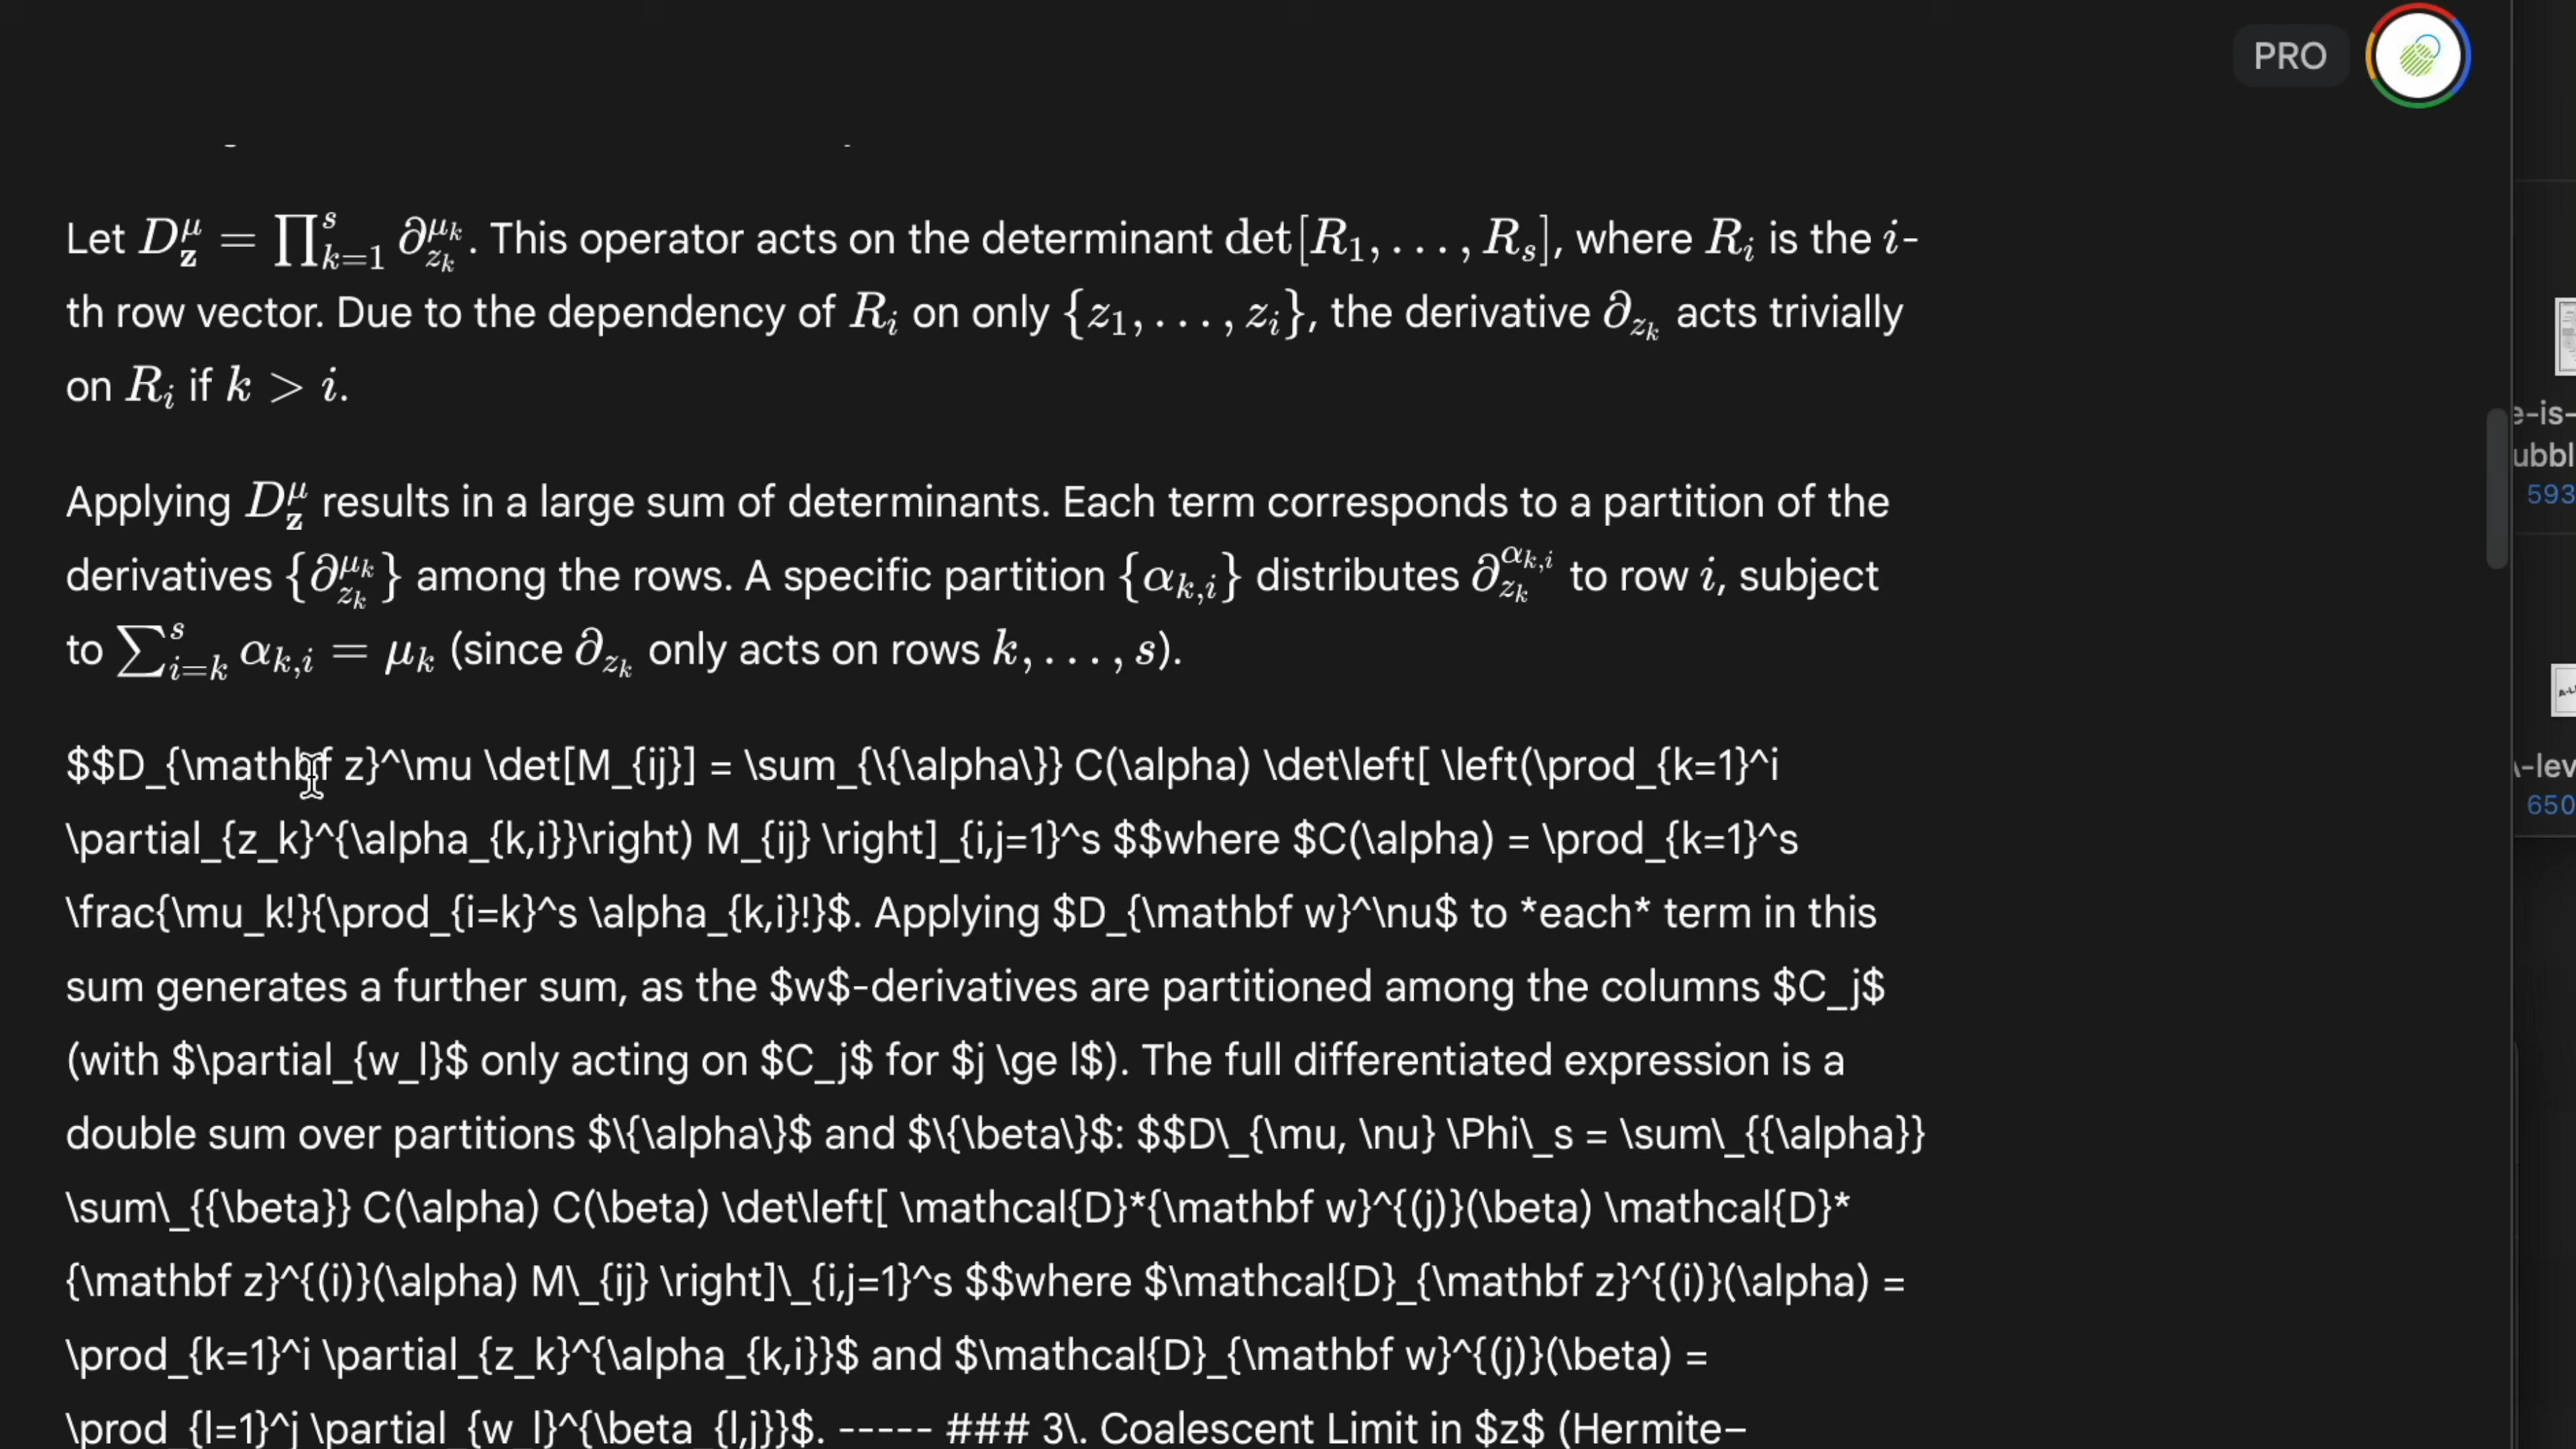 PRO
Let $D_{\mathbf z}^{\mu} = \prod_{k=1}^{s} \partial_{z_k}^{\mu_k}$. This operator acts on the determinant $\det[R_1, \dots, R_s]$, where $R_i$ is the $i$-
th row vector. Due to the dependency of $R_i$ on only $\{z_1, \dots, z_i\}$, the derivative $\partial_{z_k}$ acts trivially
on $R_i$ if $k > i$.
Applying $D_{\mathbf z}^{\mu}$ results in a large sum of determinants. Each term corresponds to a partition of the
derivatives $\{\partial_{z_k}^{\mu_k}\}$ among the rows. A specific partition $\{\alpha_{k,i}\}$ distributes $\partial_{z_k}^{\alpha_{k,i}}$ to row $i$, subject
to $\sum_{i=k}^{s} \alpha_{k,i} = \mu_k$ (since $\partial_{z_k}$ only acts on rows $k, \dots, s$).
$$D_{\mathbf z}^\mu \det[M_{ij}] = \sum_{\{\alpha\}} C(\alpha) \det\left[ \left(\prod_{k=1}^i
\partial_{z_k}^{\alpha_{k,i}}\right) M_{ij} \right]_{i,j=1}^s $$where $C(\alpha) = \prod_{k=1}^s
\frac{\mu_k!}{\prod_{i=k}^s \alpha_{k,i}!}$. Applying $D_{\mathbf w}^\nu$ to *each* term in this
sum generates a further sum, as the $w$-derivatives are partitioned among the columns $C_j$
(with $\partial_{w_l}$ only acting on $C_j$ for $j \ge l$). The full differentiated expression is a
double sum over partitions $\{\alpha\}$ and $\{\beta\}$: $$D\_{\mu, \nu} \Phi\_s = \sum\_{{\alpha}}
\sum\_{{\beta}} C(\alpha) C(\beta) \det\left[ \mathcal{D}*{\mathbf w}^{(j)}(\beta) \mathcal{D}*
{\mathbf z}^{(i)}(\alpha) M\_{ij} \right]\_{i,j=1}^s $$where $\mathcal{D}_{\mathbf z}^{(i)}(\alpha) =
\prod_{k=1}^i \partial_{z_k}^{\alpha_{k,i}}$ and $\mathcal{D}_{\mathbf w}^{(j)}(\beta) =
\prod_{l=1}^j \partial_{w_l}^{\beta_{l,j}}$. ----- ### 3\. Coalescent Limit in $z$ (Hermite–
e-is-
ubbl
593
-lev
650